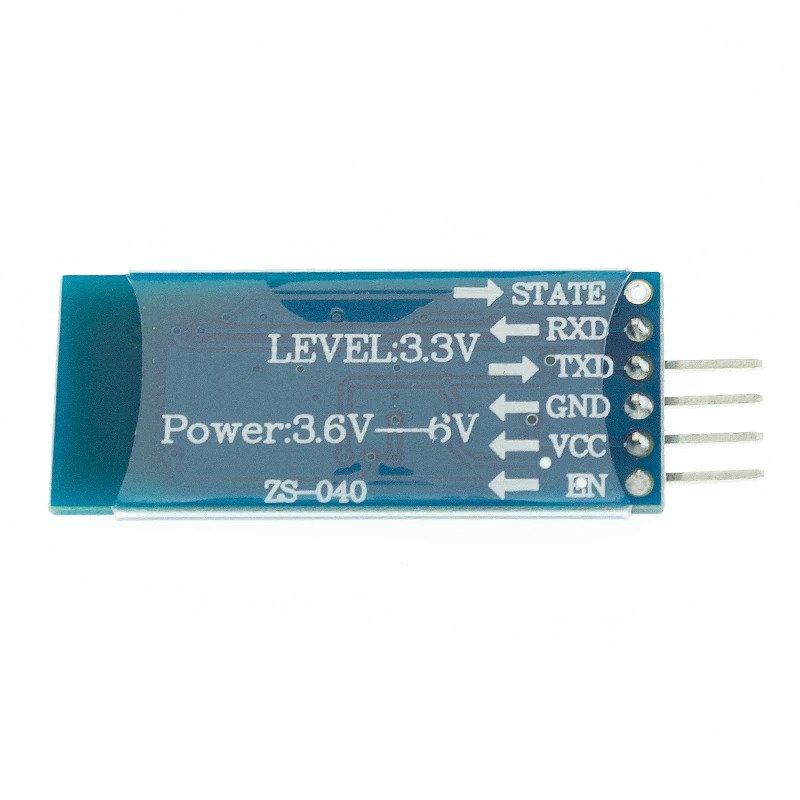 STATE
RXD
LEVEL:3.3V
TXD
GND
Power:3.6V—6V
VCC
ZS-040
EN